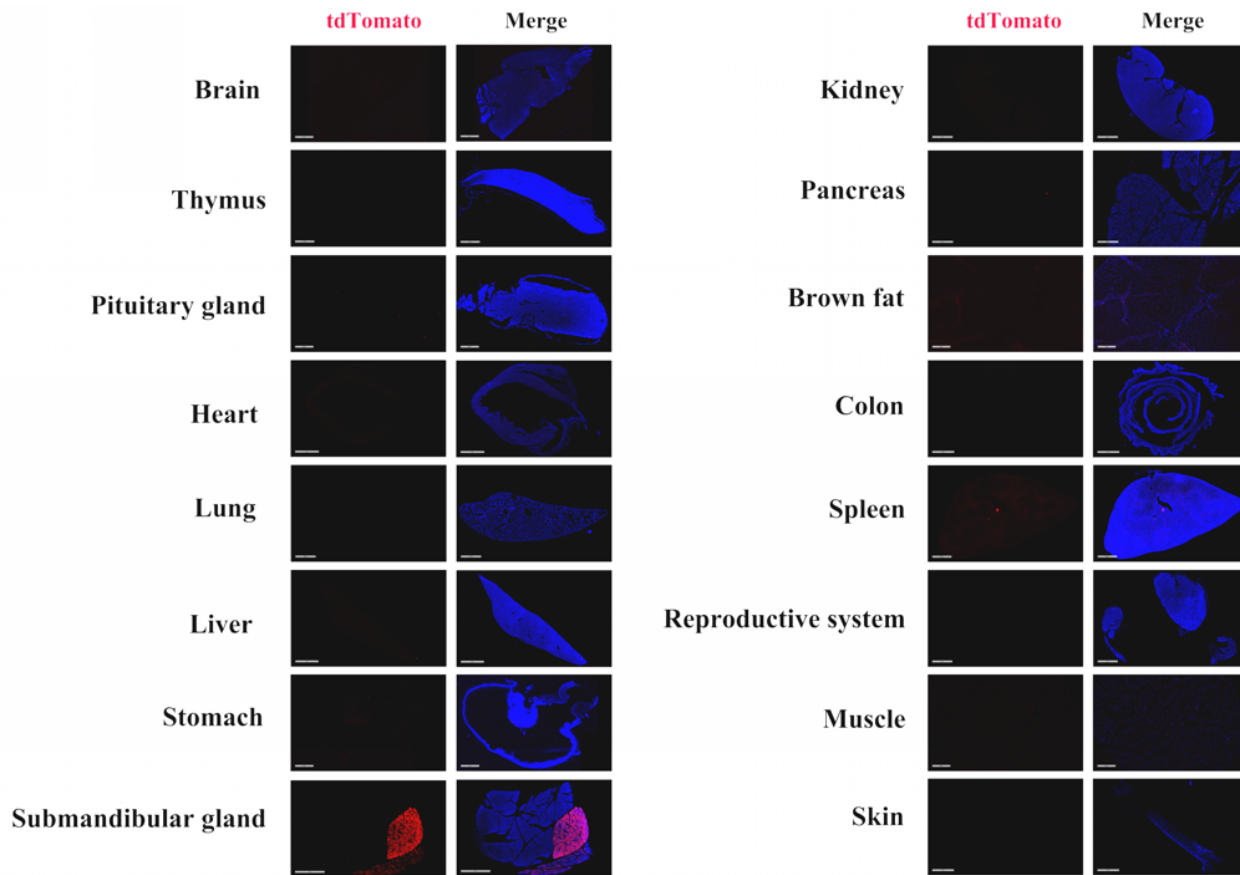 tdTomato Merge tdTomato Merge
Brain Kidney
Thymus Pancreas
Pituitary gland Brown fat
Heart Colon
Lung Spleen
Liver Reproductive system
Stomach Muscle
Submandibular gland Skin